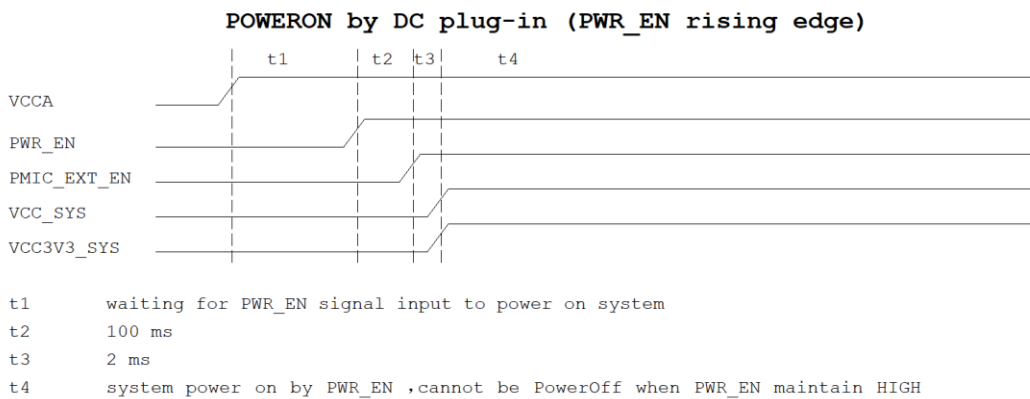 POWERON by DC plug-in (PWR_EN rising edge)
t1 t2 t3 t4
VCCA
PWR_EN
PMIC_EXT_EN
VCC_SYS
VCC3V3_SYS
t1 waiting for PWR_EN signal input to power on system
t2 100 ms
t3 2 ms
t4 system power on by PWR_EN ,cannot be PowerOff when PWR_EN maintain HIGH